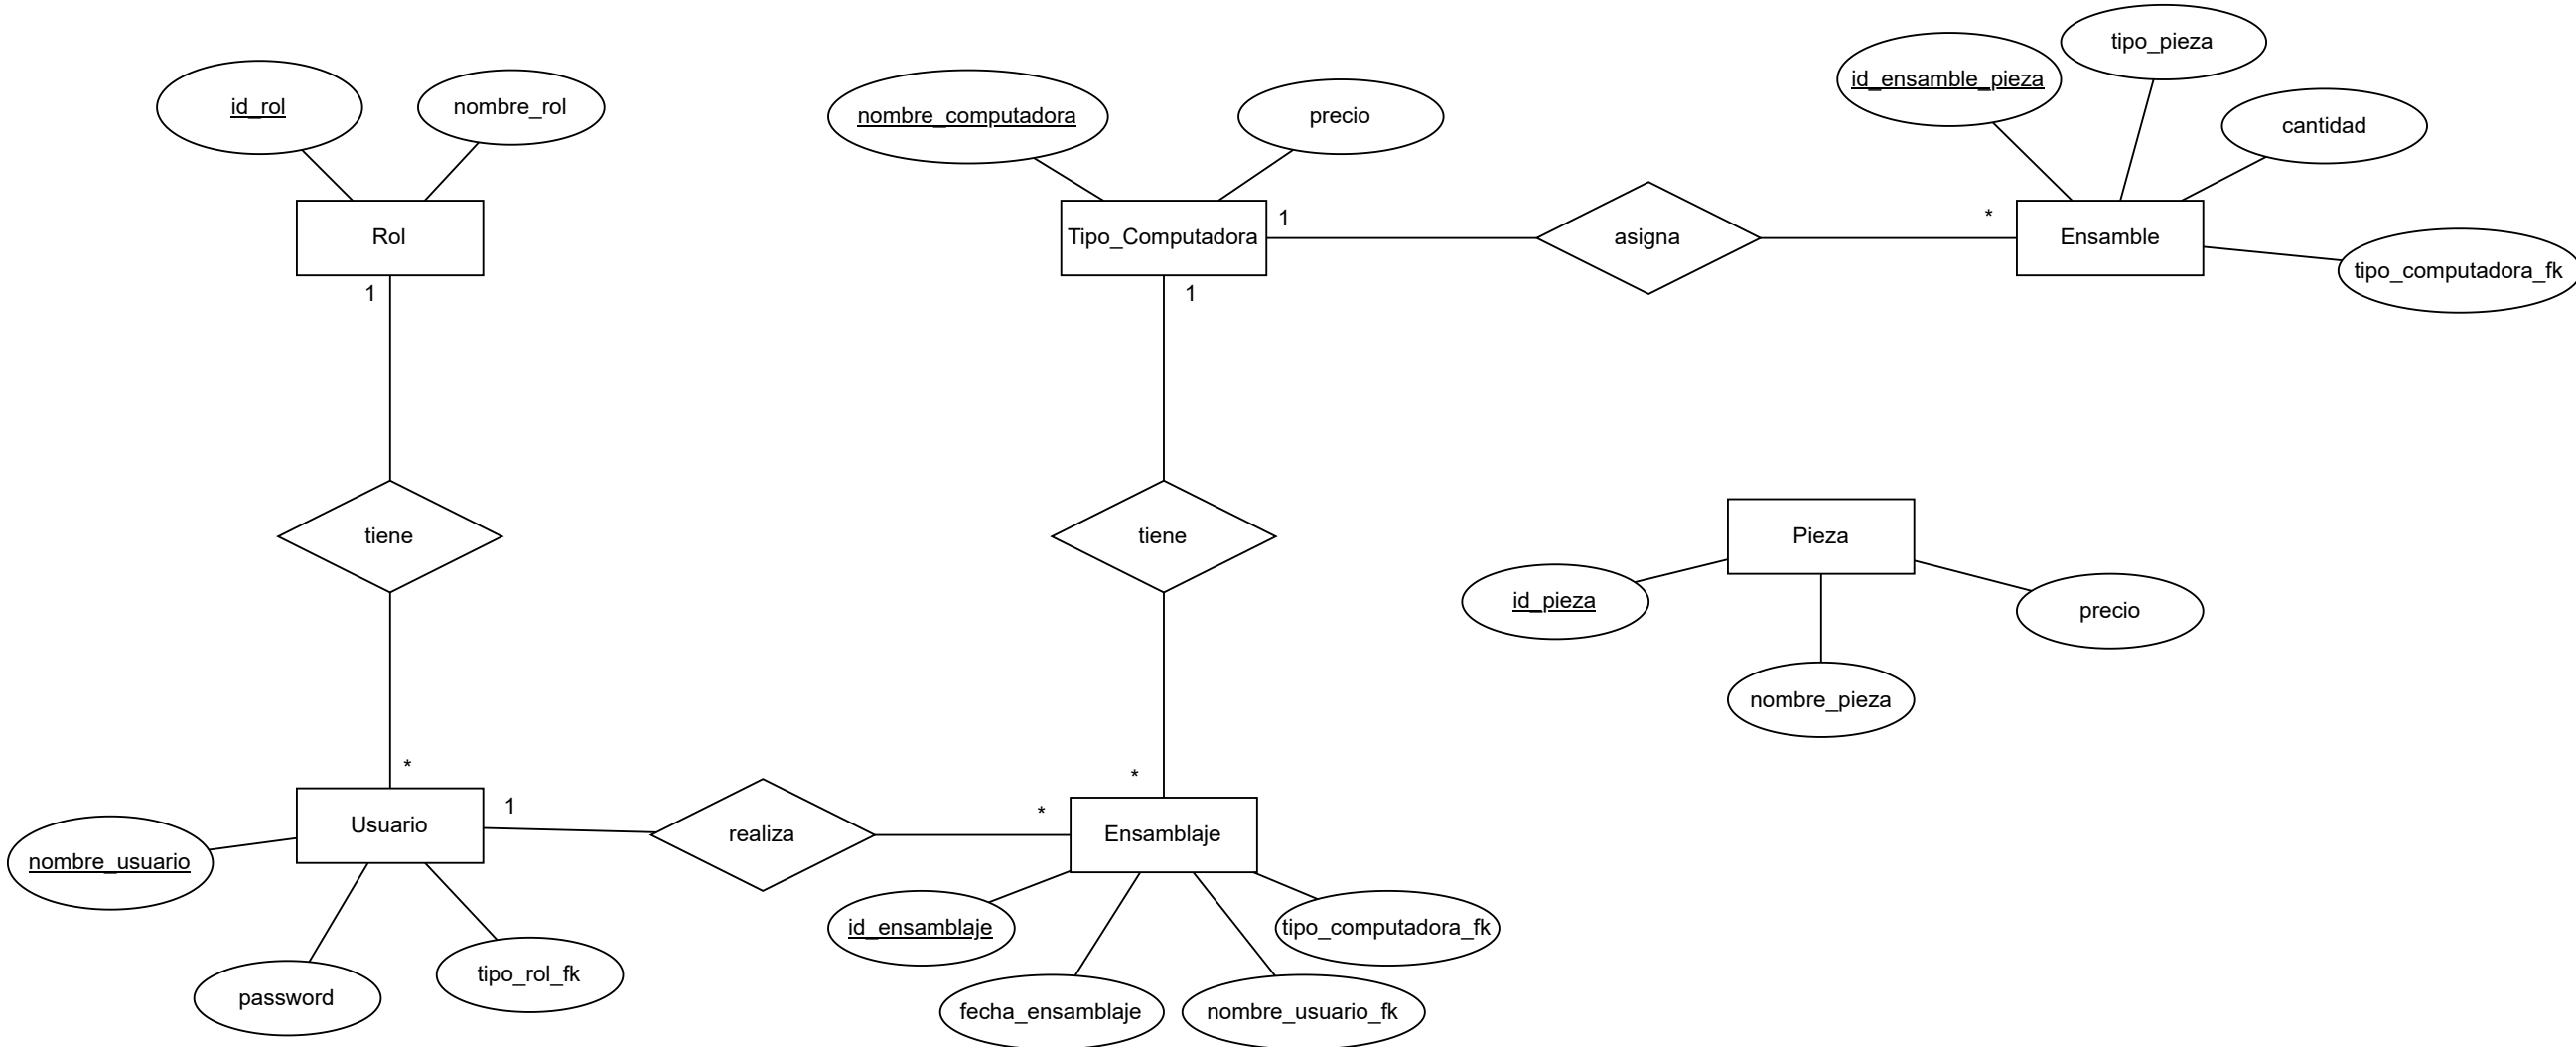 tipo_pieza
id_ensamble_pieza
id_rol
nombre_rol
nombre_computadora
precio
cantidad
Rol
Tipo_Computadora
1
asigna
*
Ensamble
tipo_computadora_fk
1
1
tiene
tiene
Pieza
id_pieza
precio
nombre_pieza
*
*
Usuario
1
realiza
*
Ensamblaje
nombre_usuario
id_ensamblaje
tipo_computadora_fk
password
tipo_rol_fk
fecha_ensamblaje
nombre_usuario_fk